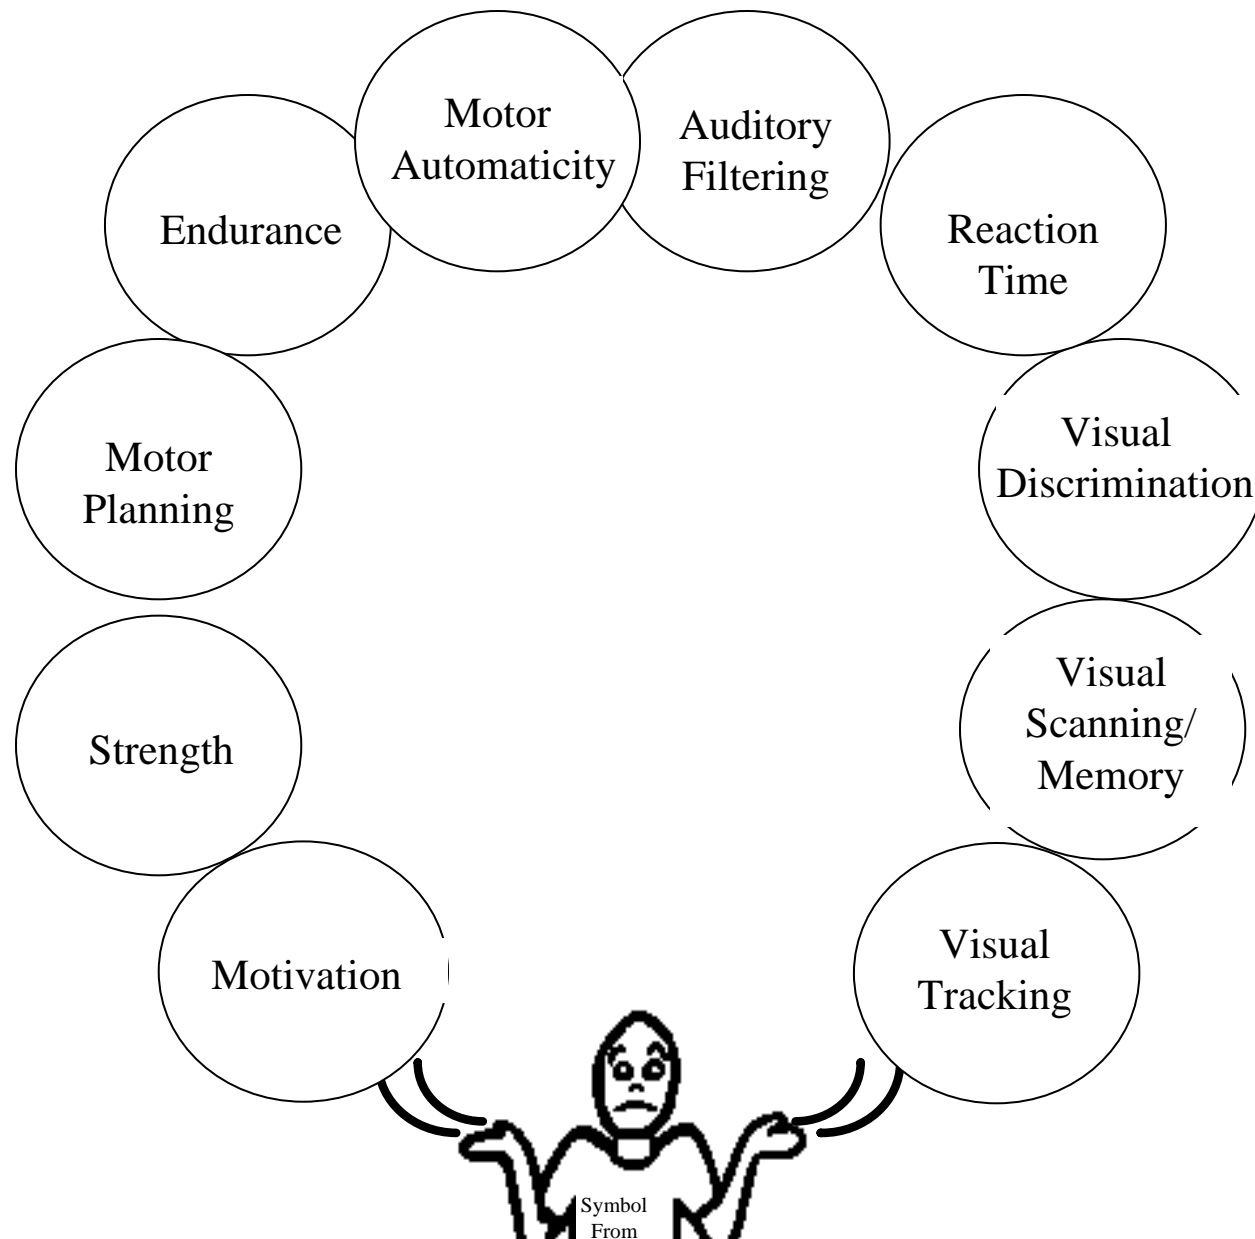 Motor
Automaticity
Auditory
Filtering
Endurance
Reaction
Time
Motor
Planning
Visual
Discrimination
Strength
Visual
Scanning/
Memory
Motivation
Visual
Tracking
Symbol
From